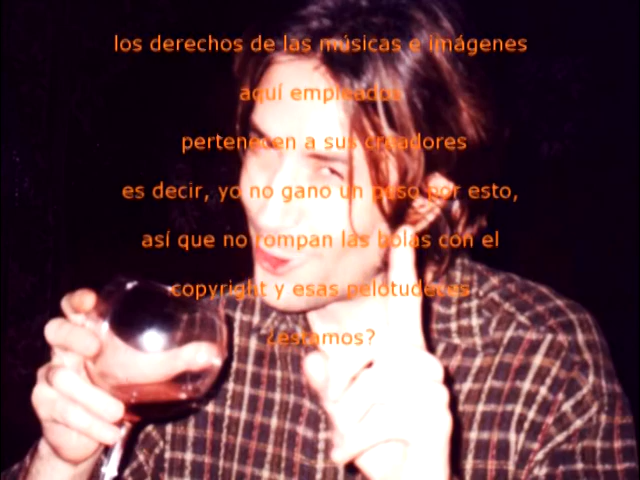 los derechos de las músicas e imágenes
aquí empleados
pertenecen a sus creadores
es decir, yo no gano un peso por esto,
así que no rompan las bolas con el
copyright y esas pelotudeces
¿estamos?